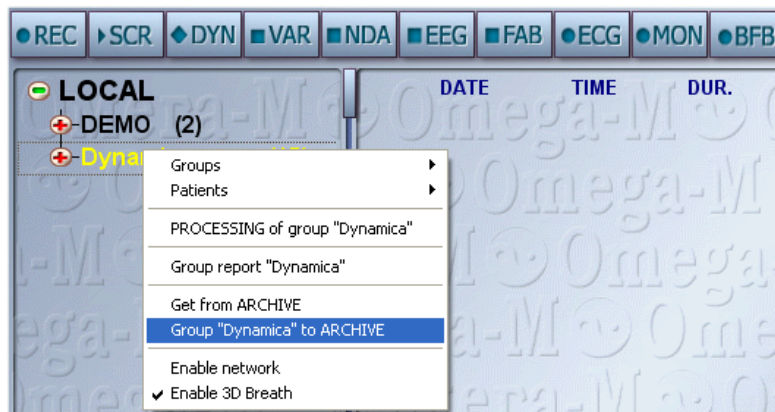 REC SCR DYN VAR NDA EEG FAB ECG MON BFB
LOCAL
DATE TIME DUR.
DEMO (2)
Groups
Patients
PROCESSING of group "Dynamica"
Group report "Dynamica"
Get from ARCHIVE
Group "Dynamica" to ARCHIVE
Enable network
Enable 3D Breath
Omega-M